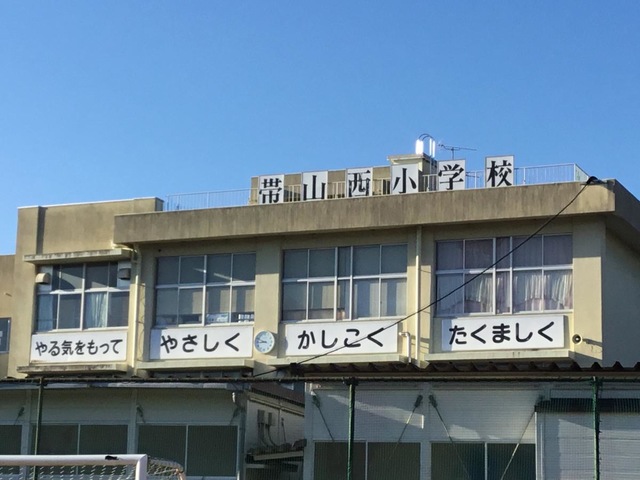 帯山西小学校
やる気をもって
やさしく
かしこく
たくましく